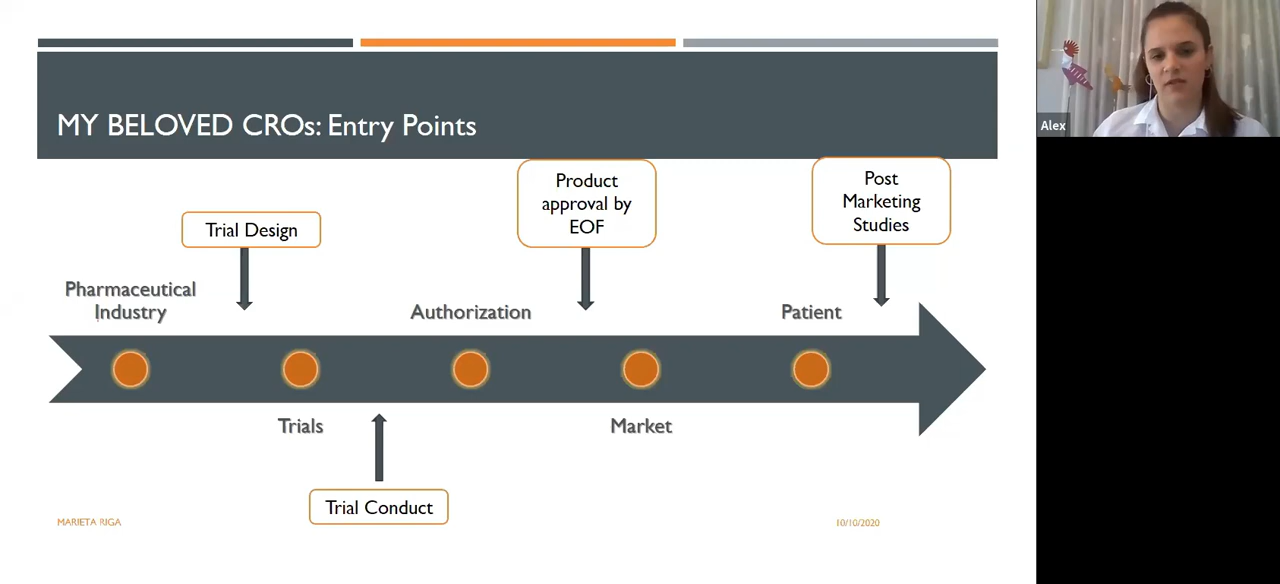 MY BELOVED CROs: Entry Points
Product
approval by
EOF
Post
Marketing
Studies
Trial Design
Pharmaceutical
Industry
Authorization
Patient
Trials
Market
Trial Conduct
MARIETA RIGA
10/10/2020
Alex